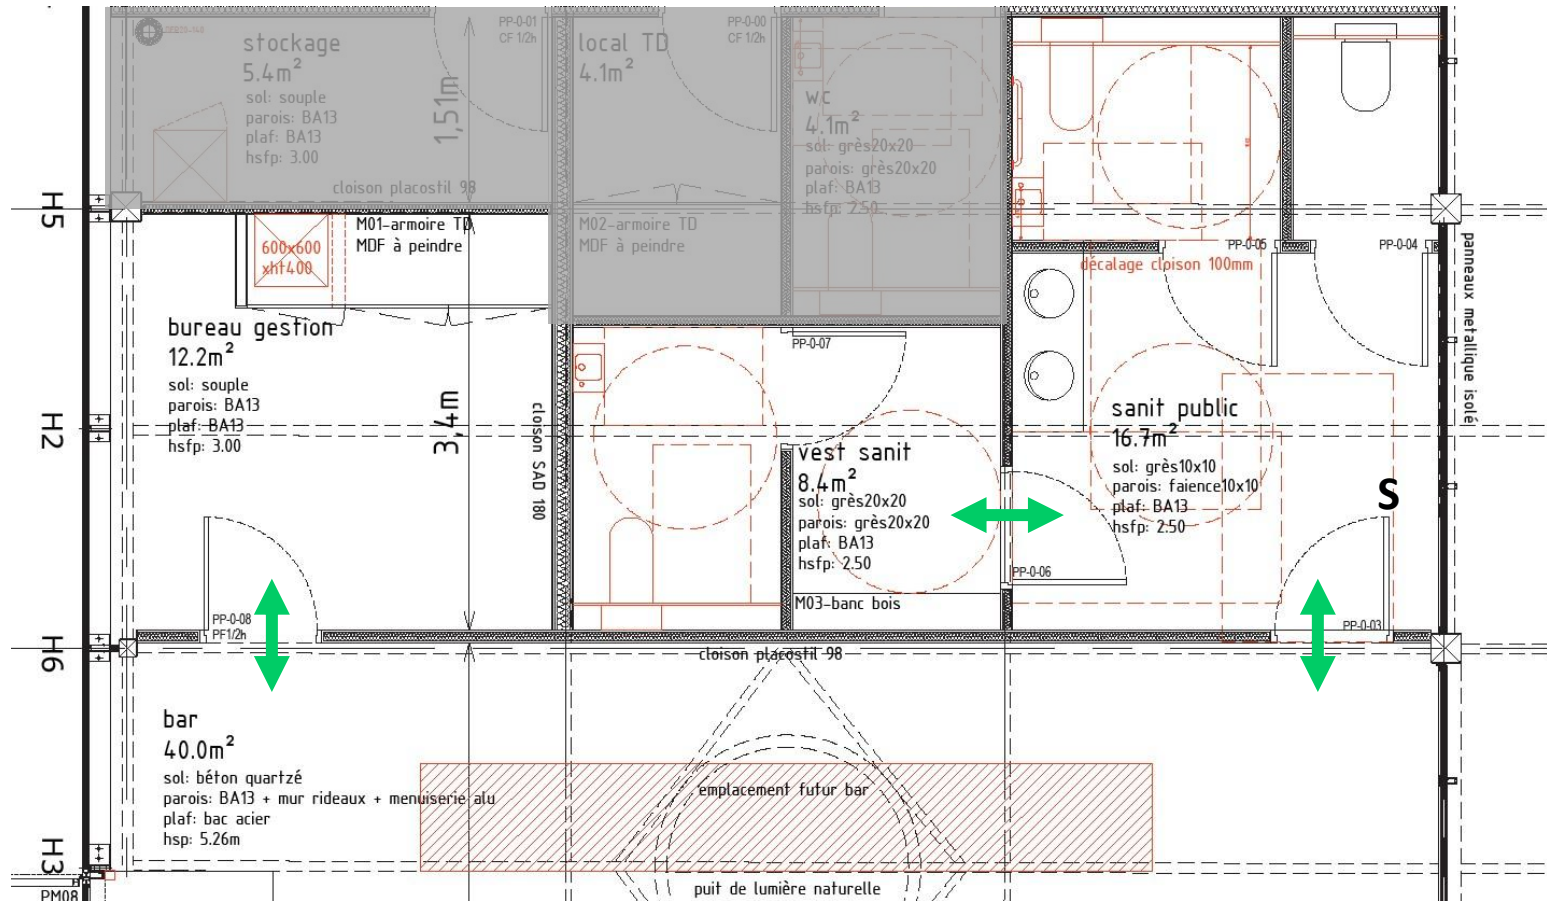 stockage
5.4m²
sol: souple
parois: BA13
plaf: BA13
hsfp: 3.00
1,51m
PP-0-01
CF 1/2h
cloison placostil 98
local TD
4.1m²
PP-0-00
CF 1/2h
wc
4.1m²
sol: grès20x20
parois: grès20x20
plaf: BA13
hsfp: 2.50
H5
M01-armoire TD
MDF à peindre
M02-armoire TD
MDF à peindre
600x600
xht400
PP-0-05
PP-0-04
décalage cloison 100mm
panneaux metallique isolé
bureau gestion
12.2m²
sol: souple
parois: BA13
plaf: BA13
hsfp: 3.00
H2
3,4m
cloison SAD 180
PP-0-07
vest sanit
8.4m²
sol: grès20x20
parois: grès20x20
plaf: BA13
hsfp: 2.50
M03-banc bois
sanit public
16.7m²
sol: grès10x10
parois: faience10x10
plaf: BA13
hsfp: 2.50
S
PP-0-06
PP-0-08
PF1/2h
PP-0-03
H6
cloison placostil 98
bar
40.0m²
sol: béton quartzé
parois: BA13 + mur rideaux + menuiserie alu
plaf: bac acier
hsp: 5.26m
emplacement futur bar
H3
puit de lumière naturelle
H
PM08